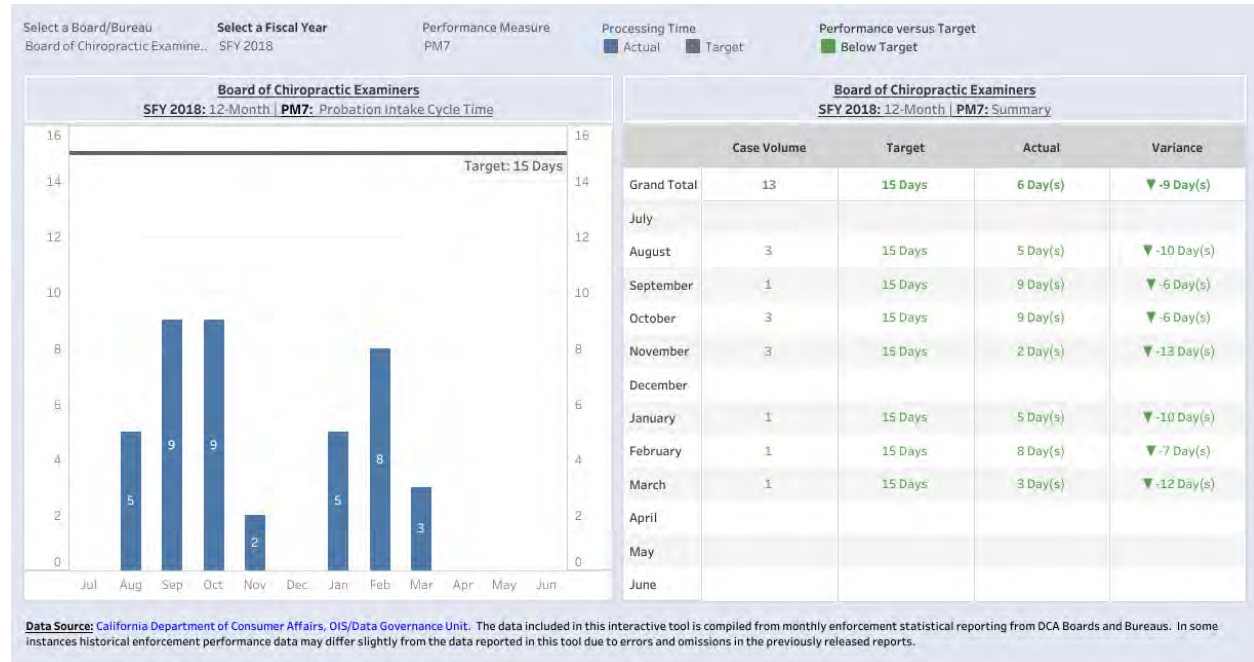 Select a Board/Bureau
Board of Chiropractic Examine..
Select a Fiscal Year
SFY 2018
Performance Measure
PM7
Processing Time
Actual Target
Performance versus Target
Below Target
Board of Chiropractic Examiners
SFY 2018: 12-Month | PM7: Probation Intake Cycle Time
16 16
Target: 15 Days
14 14
12 12
10 10
8 8
6 6
4 4
2 2
0 0
5 9 9 2 5 8 3
Jul Aug Sep Oct Nov Dec Jan Feb Mar Apr May Jun
Board of Chiropractic Examiners
SFY 2018: 12-Month | PM7: Summary
Case Volume Target Actual Variance
Grand Total 13 15 Days 6 Day(s) ▼ -9 Day(s)
July
August 3 15 Days 5 Day(s) ▼ -10 Day(s)
September 1 15 Days 9 Day(s) ▼ -6 Day(s)
October 3 15 Days 9 Day(s) ▼ -6 Day(s)
November 3 15 Days 2 Day(s) ▼ -13 Day(s)
December
January 1 15 Days 5 Day(s) ▼ -10 Day(s)
February 1 15 Days 8 Day(s) ▼ -7 Day(s)
March 1 15 Days 3 Day(s) ▼ -12 Day(s)
April
May
June
Data Source: California Department of Consumer Affairs, OIS/Data Governance Unit. The data included in this interactive tool is compiled from monthly enforcement statistical reporting from DCA Boards and Bureaus. In some
instances historical enforcement performance data may differ slightly from the data reported in this tool due to errors and omissions in the previously released reports.